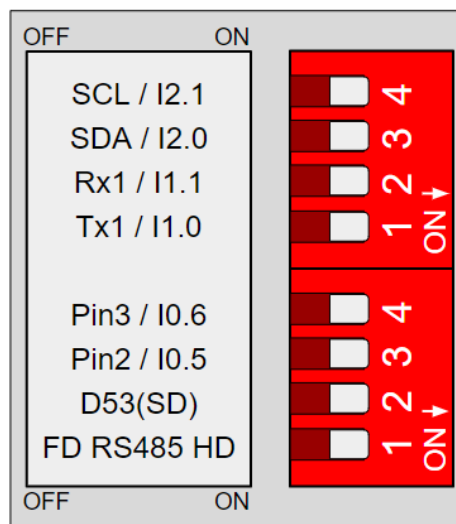 OFF ON
SCL / I2.1
SDA / I2.0
Rx1 / I1.1
Tx1 / I1.0
Pin3 / I0.6
Pin2 / I0.5
D53(SD)
FD RS485 HD
OFF ON
4
3
2
1
ON
4
3
2
1
ON